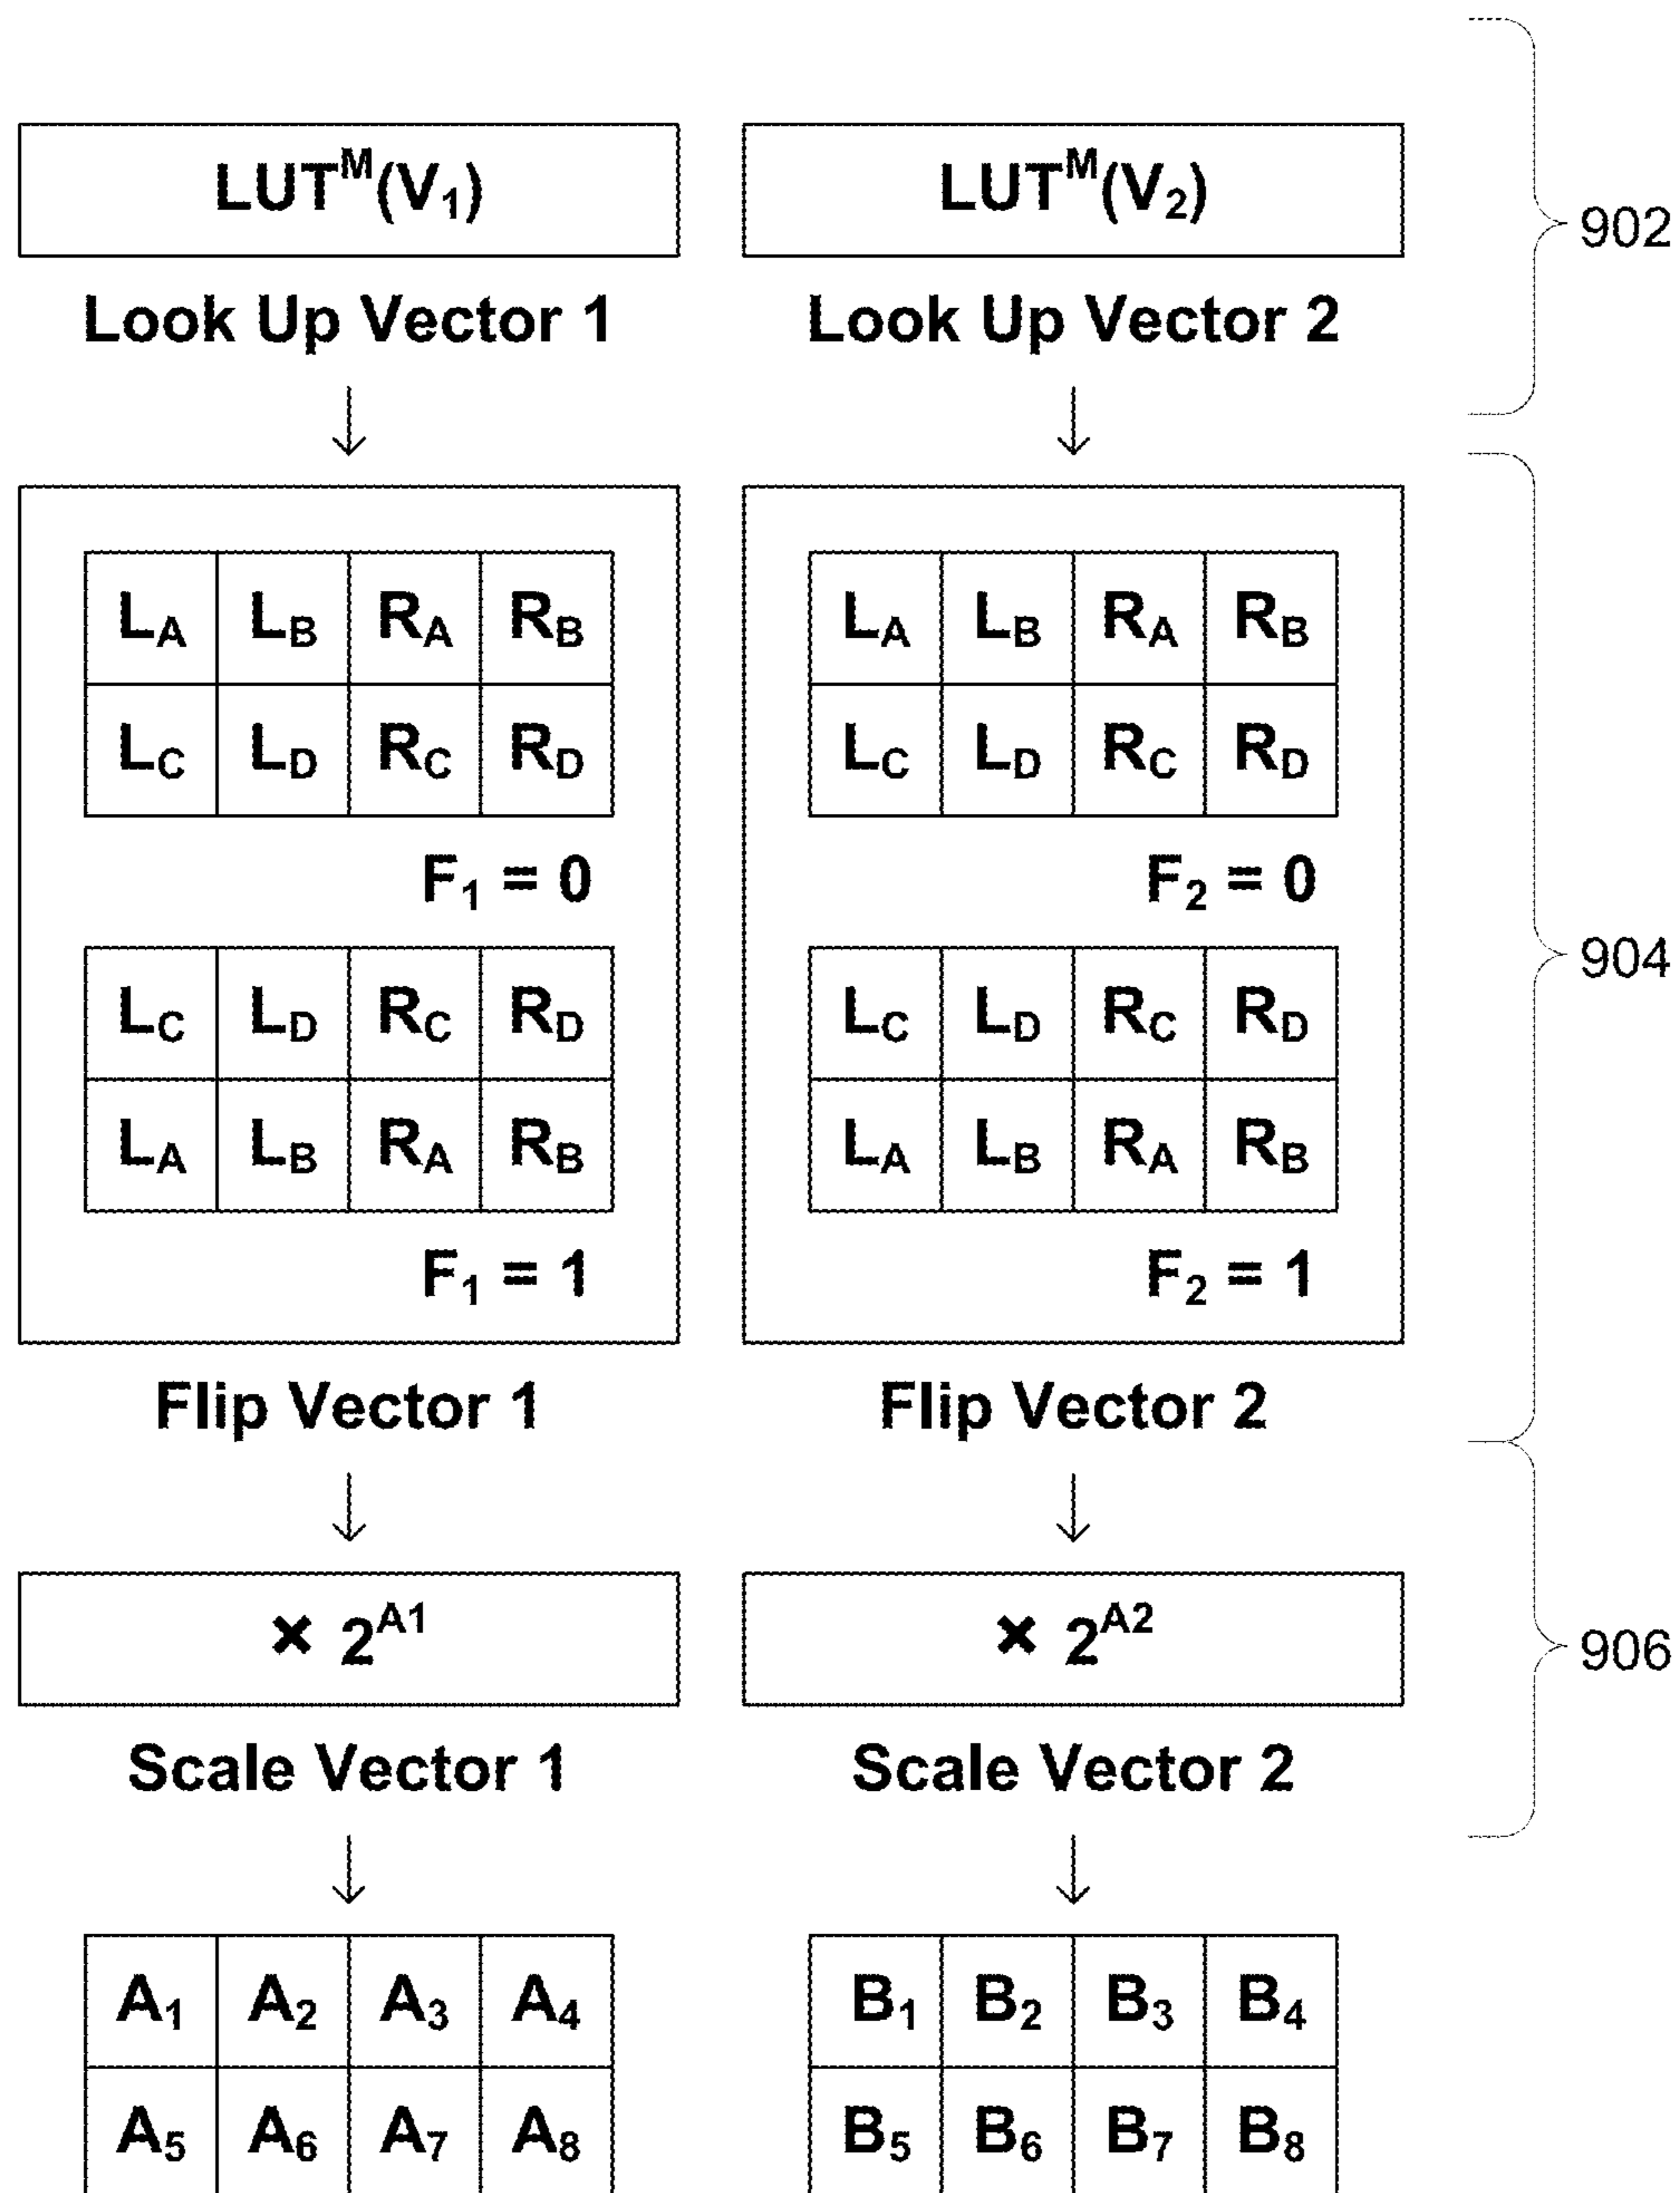 LUTᴹ(V₁) LUTᴹ(V₂)
902
Look Up Vector 1 Look Up Vector 2
L_A L_B R_A R_B L_A L_B R_A R_B
L_C L_D R_C R_D L_C L_D R_C R_D
F₁ = 0 F₂ = 0
904
L_C L_D R_C R_D L_C L_D R_C R_D
L_A L_B R_A R_B L_A L_B R_A R_B
F₁ = 1 F₂ = 1
Flip Vector 1 Flip Vector 2
× 2^A1 × 2^A2
906
Scale Vector 1 Scale Vector 2
A₁ A₂ A₃ A₄ B₁ B₂ B₃ B₄
A₅ A₆ A₇ A₈ B₅ B₆ B₇ B₈